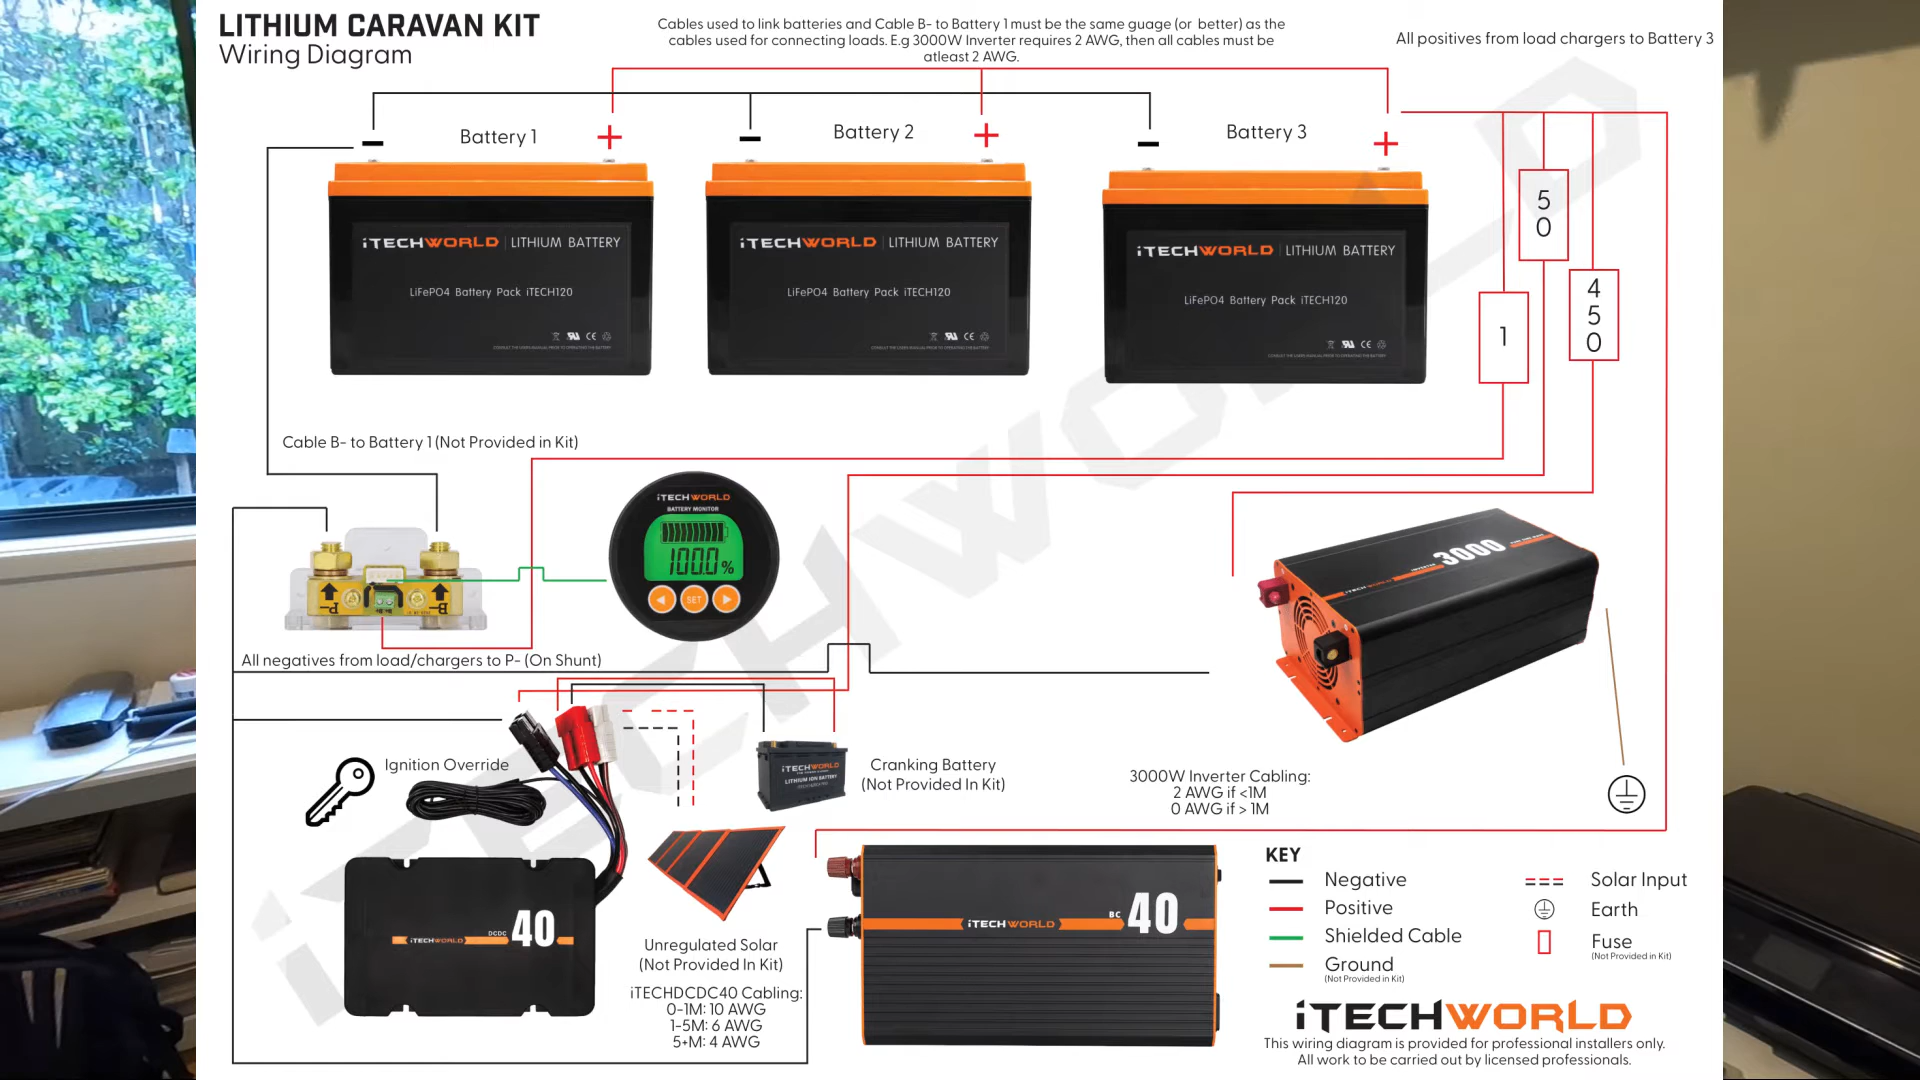 LITHIUM CARAVAN KIT
Wiring Diagram
Cables used to link batteries and Cable B- to Battery 1 must be the same guage (or better) as the
cables used for connecting loads. E.g 3000W Inverter requires 2 AWG, then all cables must be
atleast 2 AWG.
All positives from load chargers to Battery 3
Battery 1
Battery 2
Battery 3
iTECHWORLD | LITHIUM BATTERY
LiFePO4 Battery Pack iTECH120
iTECHWORLD | LITHIUM BATTERY
LiFePO4 Battery Pack iTECH120
iTECHWORLD | LITHIUM BATTERY
LiFePO4 Battery Pack iTECH120
50
450
1
Cable B- to Battery 1 (Not Provided in Kit)
iTECHWORLD
BATTERY MONITOR
100.0 %
SET
P-
B-
All negatives from load/chargers to P- (On Shunt)
iTECHWORLD
INVERTER
3000
Ignition Override
iTECHWORLD
LITHIUM ION BATTERY
Cranking Battery
(Not Provided In Kit)
3000W Inverter Cabling:
2 AWG if <1M
0 AWG if > 1M
iTECHWORLD DCDC 40
Unregulated Solar
(Not Provided In Kit)
iTECHDCDC40 Cabling:
0-1M: 10 AWG
1-5M: 6 AWG
5+M: 4 AWG
iTECHWORLD BC 40
KEY
Negative
Positive
Shielded Cable
Ground
(Not Provided in Kit)
Solar Input
Earth
Fuse
(Not Provided in Kit)
iTECHWORLD
This wiring diagram is provided for professional installers only.
All work to be carried out by licensed professionals.
iTECHWORLD